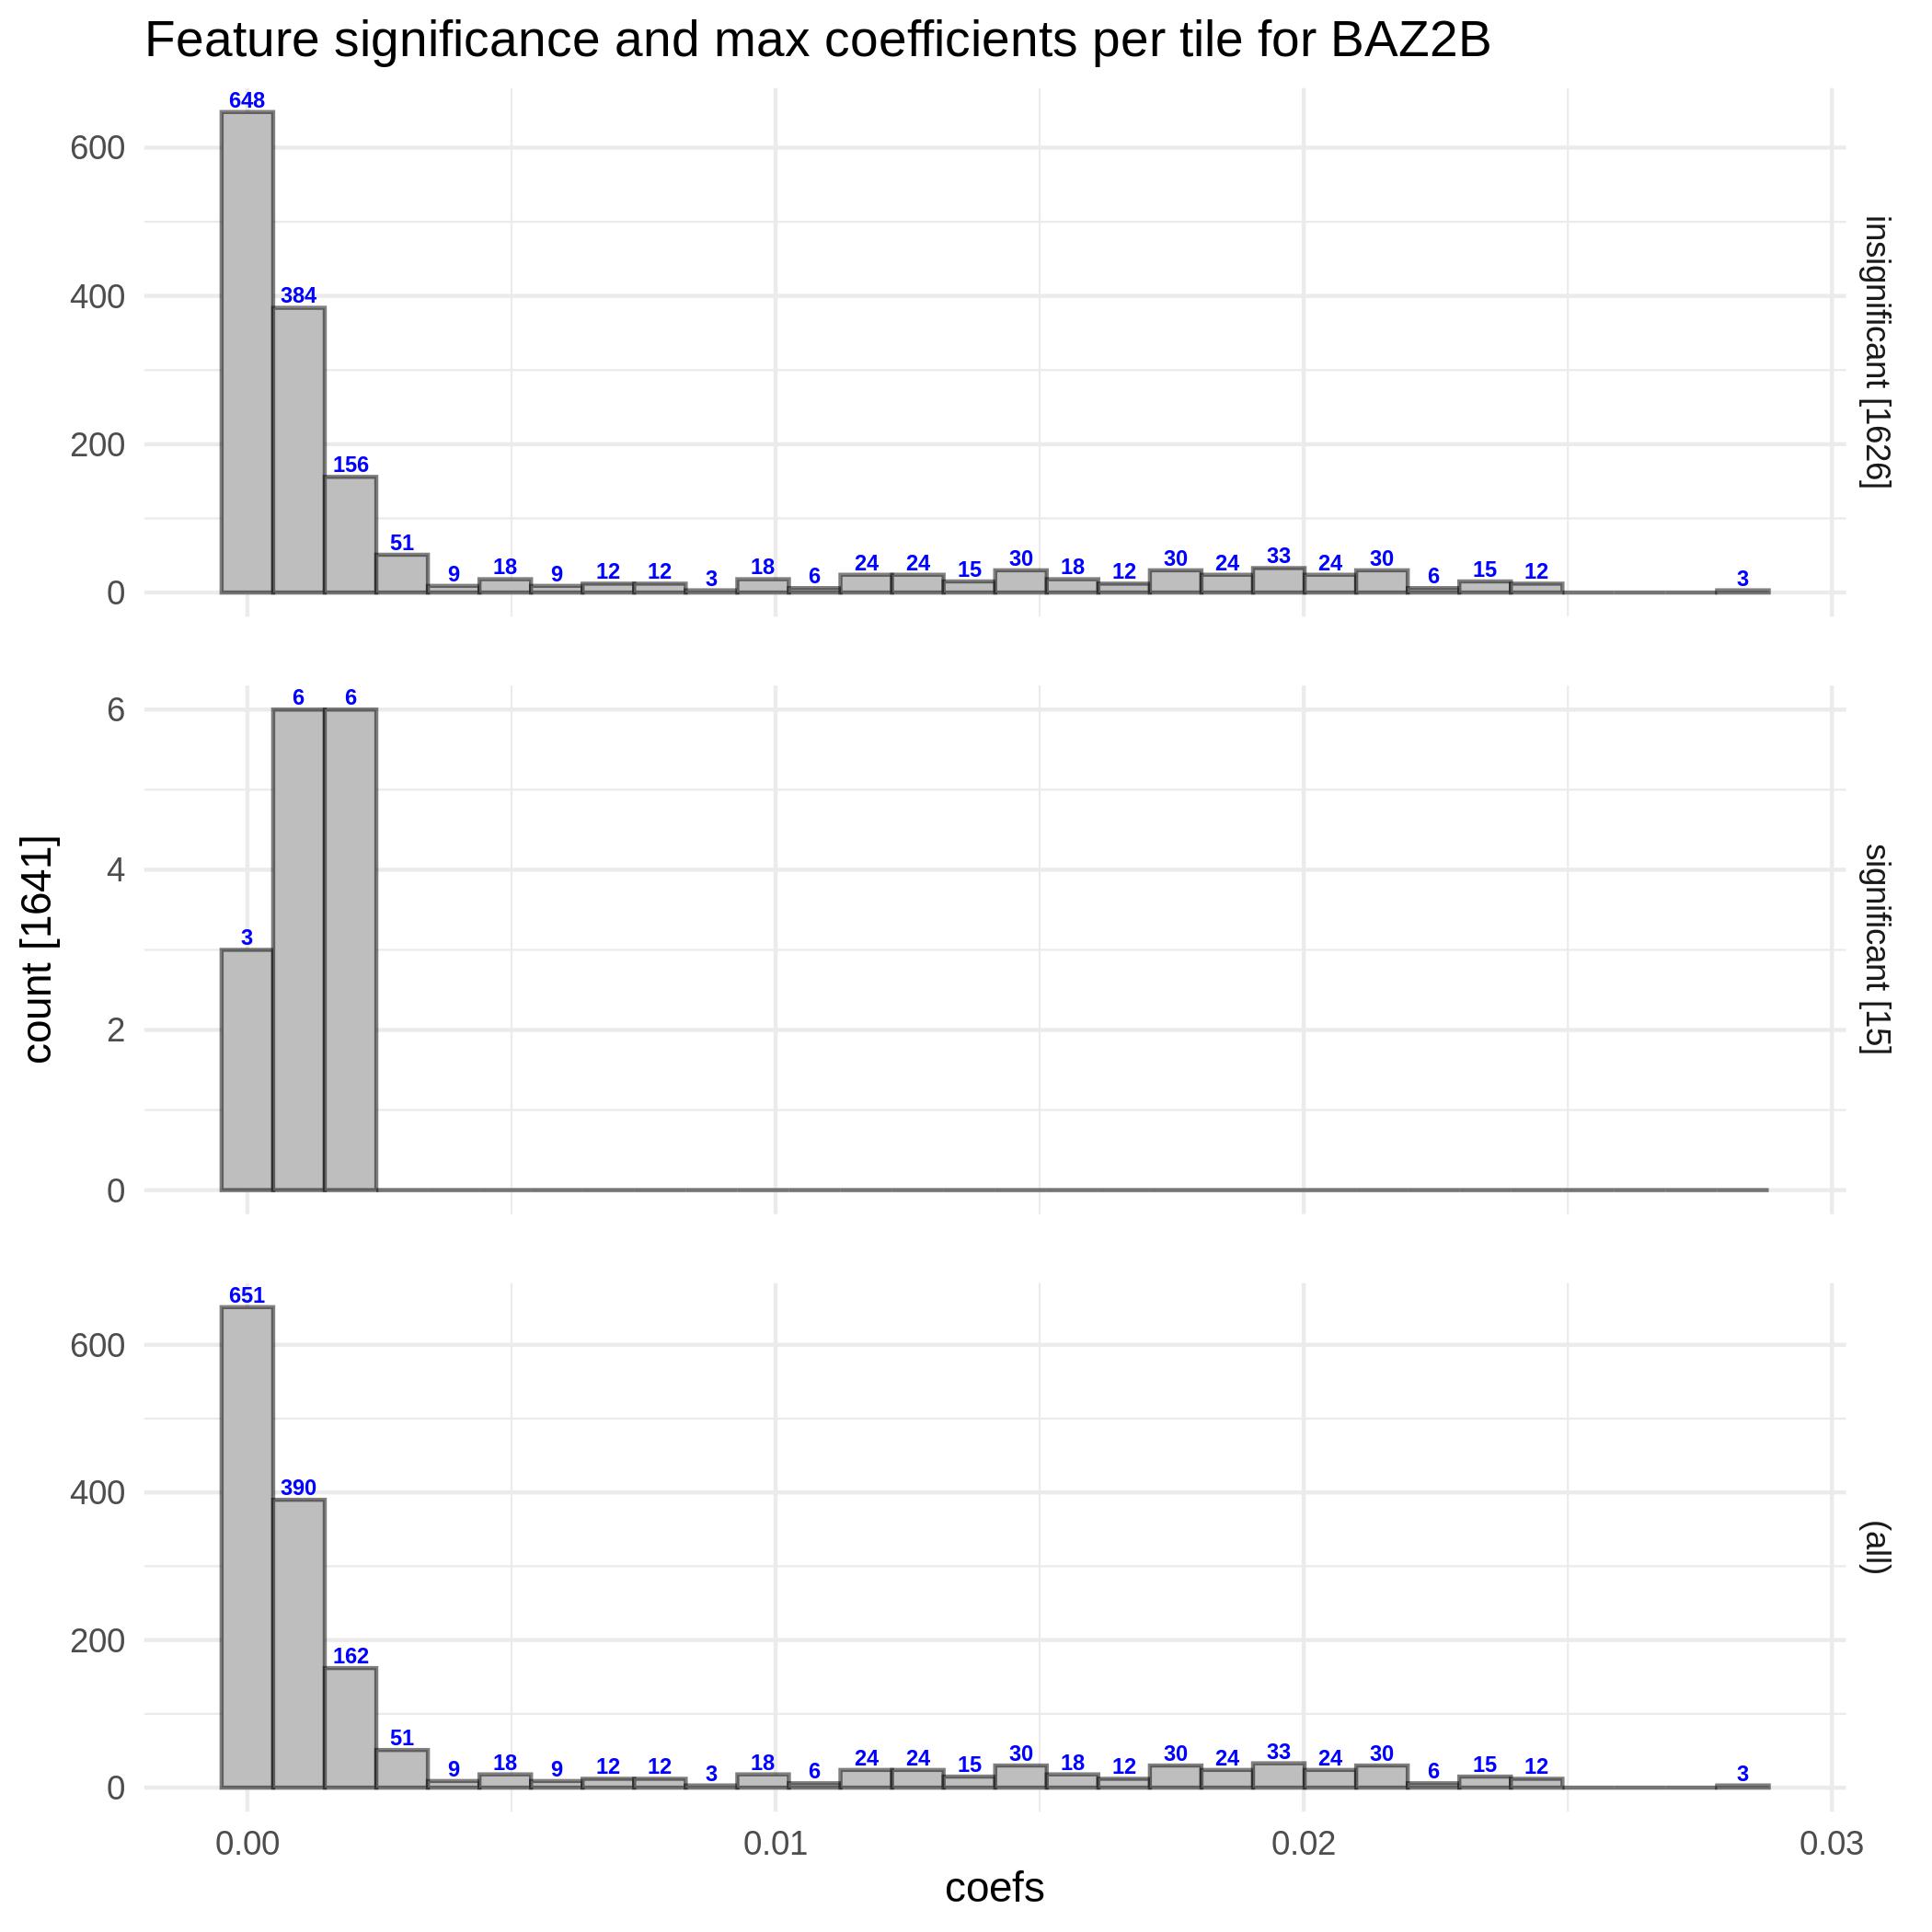 Feature significance and max coefficients per tile for BAZ2B
648
600
384
400
200
156
51
9 18 9 12 12 3 18 6 24 24 15 30 18 12 30 24 33 24 30 6 15 12 3
0
insignificant [1626]
6 6
6
4
3
2
0
significant [15]
count [1641]
651
600
390
400
200
162
51
9 18 9 12 12 3 18 6 24 24 15 30 18 12 30 24 33 24 30 6 15 12 3
0
(all)
0.00 0.01 0.02 0.03
coefs